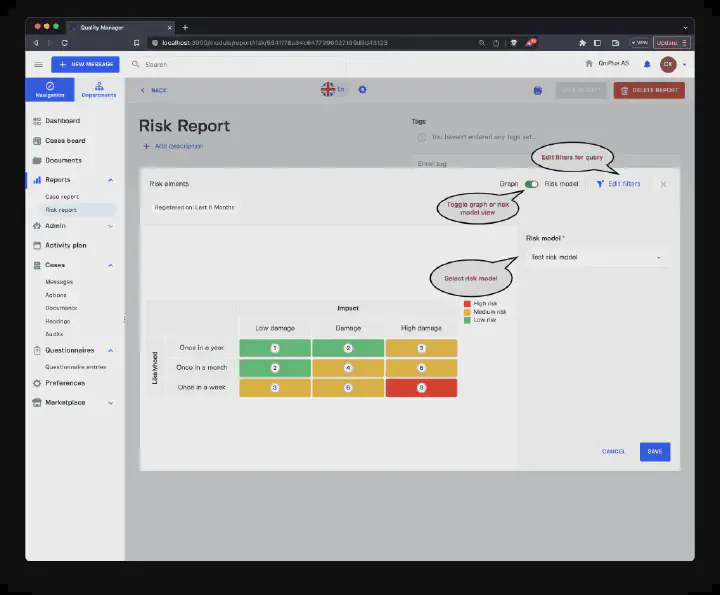 Quality Manager
localhost:3000/module/report/risk/
VPN
Update
NEW MESSAGE
Search
QmPlus AS
CK
Navigation
Departments
BACK
En
DELETE REPORT
Dashboard
Cases board
Documents
Reports
Case report
Risk report
Admin
Activity plan
Cases
Messages
Actions
Documents
Hearings
Audits
Questionnaires
Questionnaire entries
Preferences
Marketplace
Risk Report
Add description
Tags
You haven't entered any tags yet...
Enter tag
Edit filters for query
Risk elments
Graph
Risk model
Edit filters
Registered on: Last 6 Months
Toggle graph or risk
model view
Risk model*
Test risk model
Select risk model
High risk
Medium risk
Low risk
Impact
Low damage
Damage
High damage
Likelyhood
Once in a year
1
2
3
Once in a month
2
4
6
Once in a week
3
6
9
CANCEL
SAVE